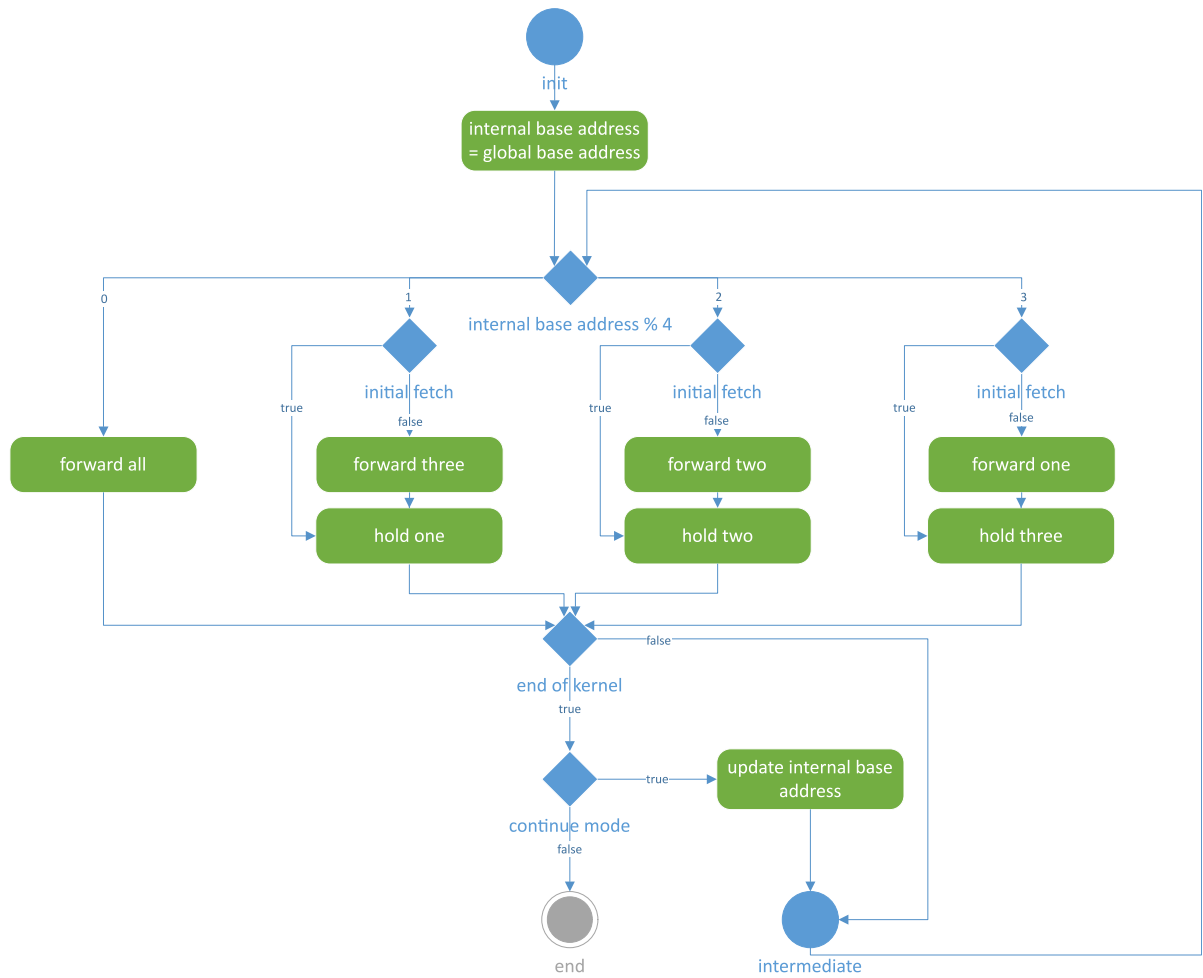 init
internal base address
= global base address
internal base address % 4
0
1
2
3
initial fetch
initial fetch
initial fetch
true
false
true
false
true
false
forward all
forward three
forward two
forward one
hold one
hold two
hold three
end of kernel
false
true
continue mode
true
false
update internal base
address
end
intermediate